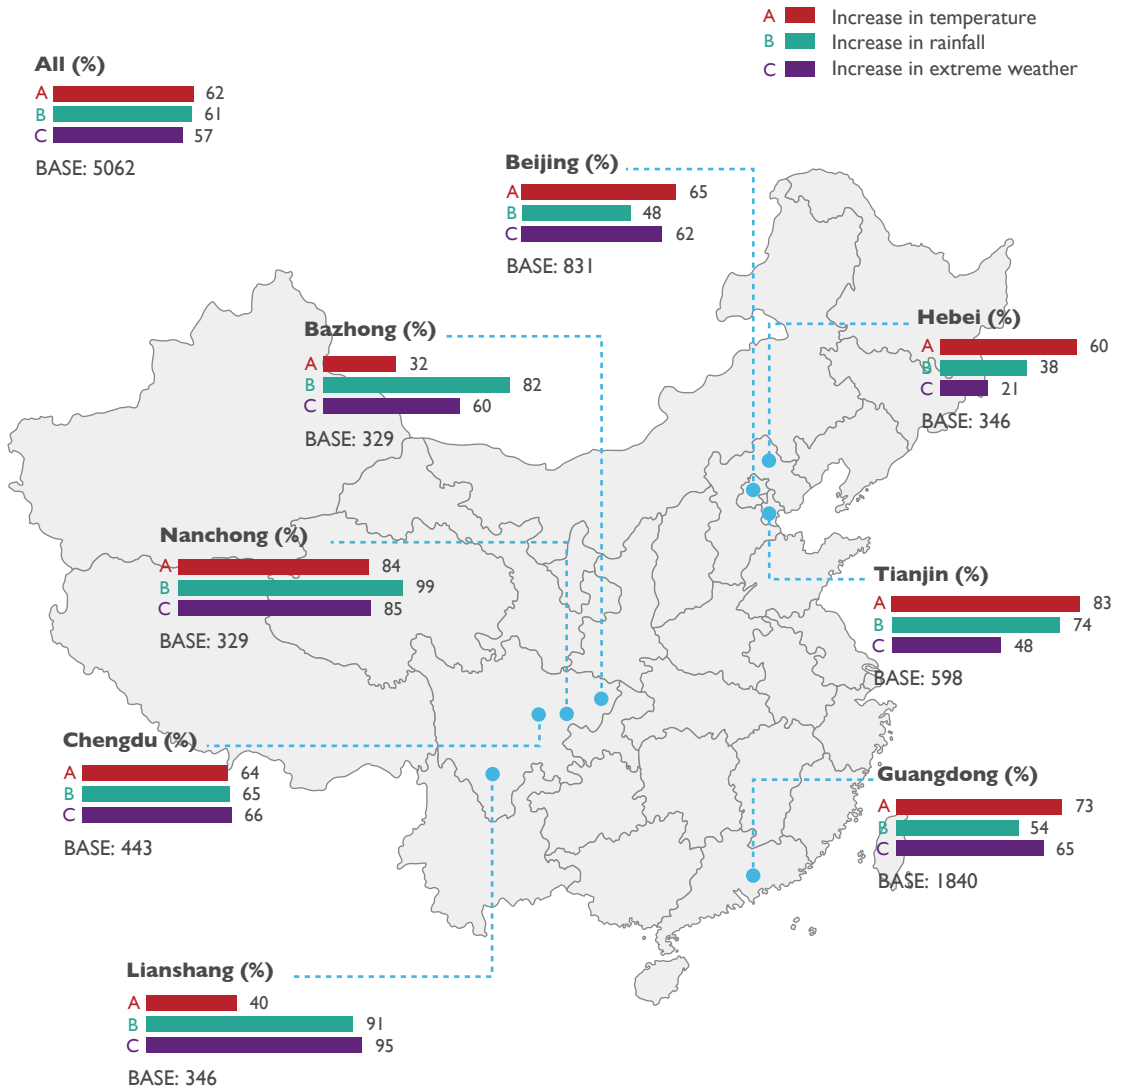 A Increase in temperature
B Increase in rainfall
C Increase in extreme weather
All (%)
A 62
B 61
C 57
BASE: 5062
Beijing (%)
A 65
B 48
C 62
BASE: 831
Bazhong (%)
A 32
B 82
C 60
BASE: 329
Hebei (%)
A 60
B 38
C 21
BASE: 346
Nanchong (%)
A 84
B 99
C 85
BASE: 329
Tianjin (%)
A 83
B 74
C 48
BASE: 598
Chengdu (%)
A 64
B 65
C 66
BASE: 443
Guangdong (%)
A 73
B 54
C 65
BASE: 1840
Lianshang (%)
A 40
B 91
C 95
BASE: 346